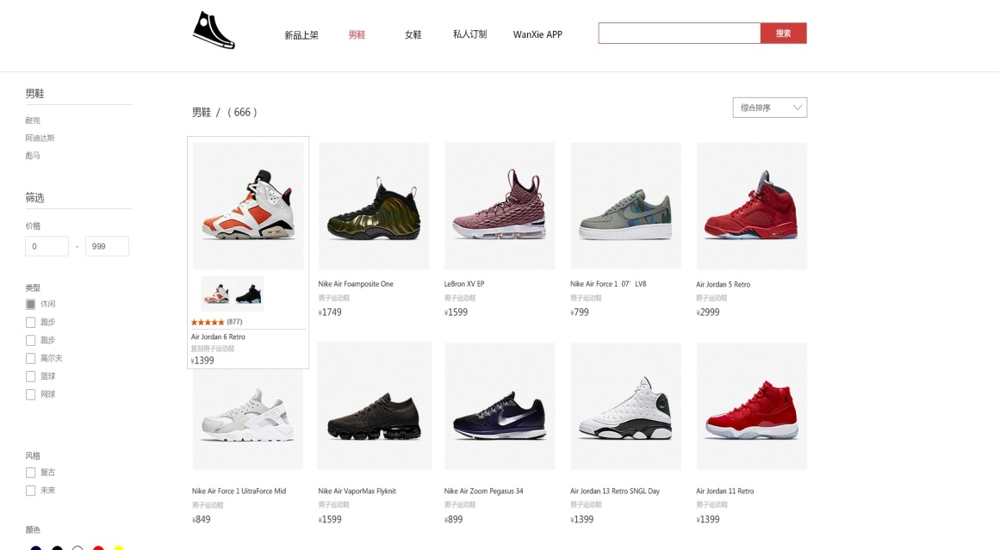 新品上架 男鞋 女鞋 私人订制 WanXie APP 搜索
男鞋
耐克
阿迪达斯
彪马
筛选
价格
0 - 999
类型
休闲
跑步
跑步
高尔夫
篮球
网球
风格
复古
未来
颜色
男鞋 / ( 666 )
综合排序
(877)
Air Jordan 6 Retro
复刻男子运动鞋
¥1399
Nike Air Foamposite One
男子运动鞋
¥1749
LeBron XV EP
男子运动鞋
¥1599
Nike Air Force 1 07' LV8
男子运动鞋
¥799
Air Jordan 5 Retro
男子运动鞋
¥2999
Nike Air Force 1 UitraForce Mid
男子运动鞋
¥849
Nike Air VaporMax Flyknit
男子运动鞋
¥1599
Nike Air Zoom Pegasus 34
男子运动鞋
¥899
Air Jordan 13 Retro SNGL Day
男子运动鞋
¥1399
Air Jordan 11 Retro
男子运动鞋
¥1399